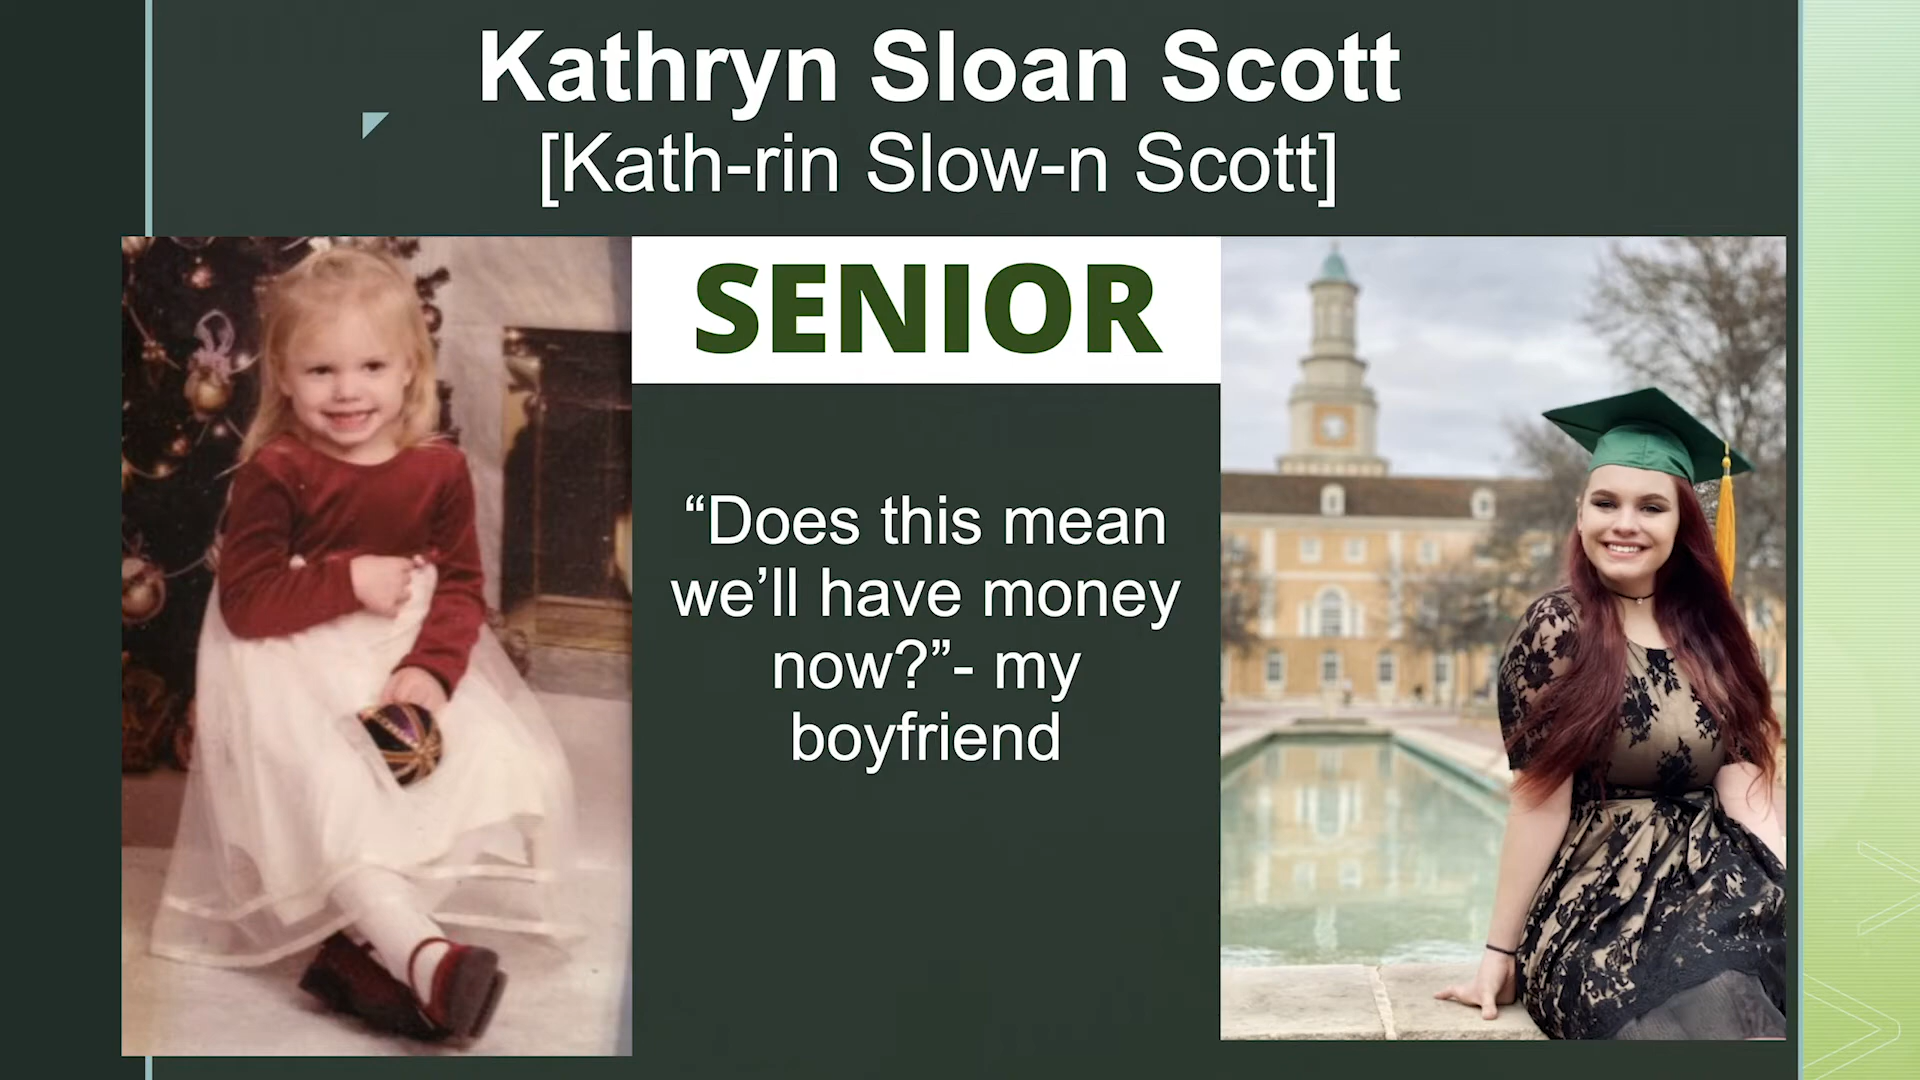 Kathryn Sloan Scott
[Kath-rin Slow-n Scott]
SENIOR
“Does this mean
we’ll have money
now?”- my
boyfriend